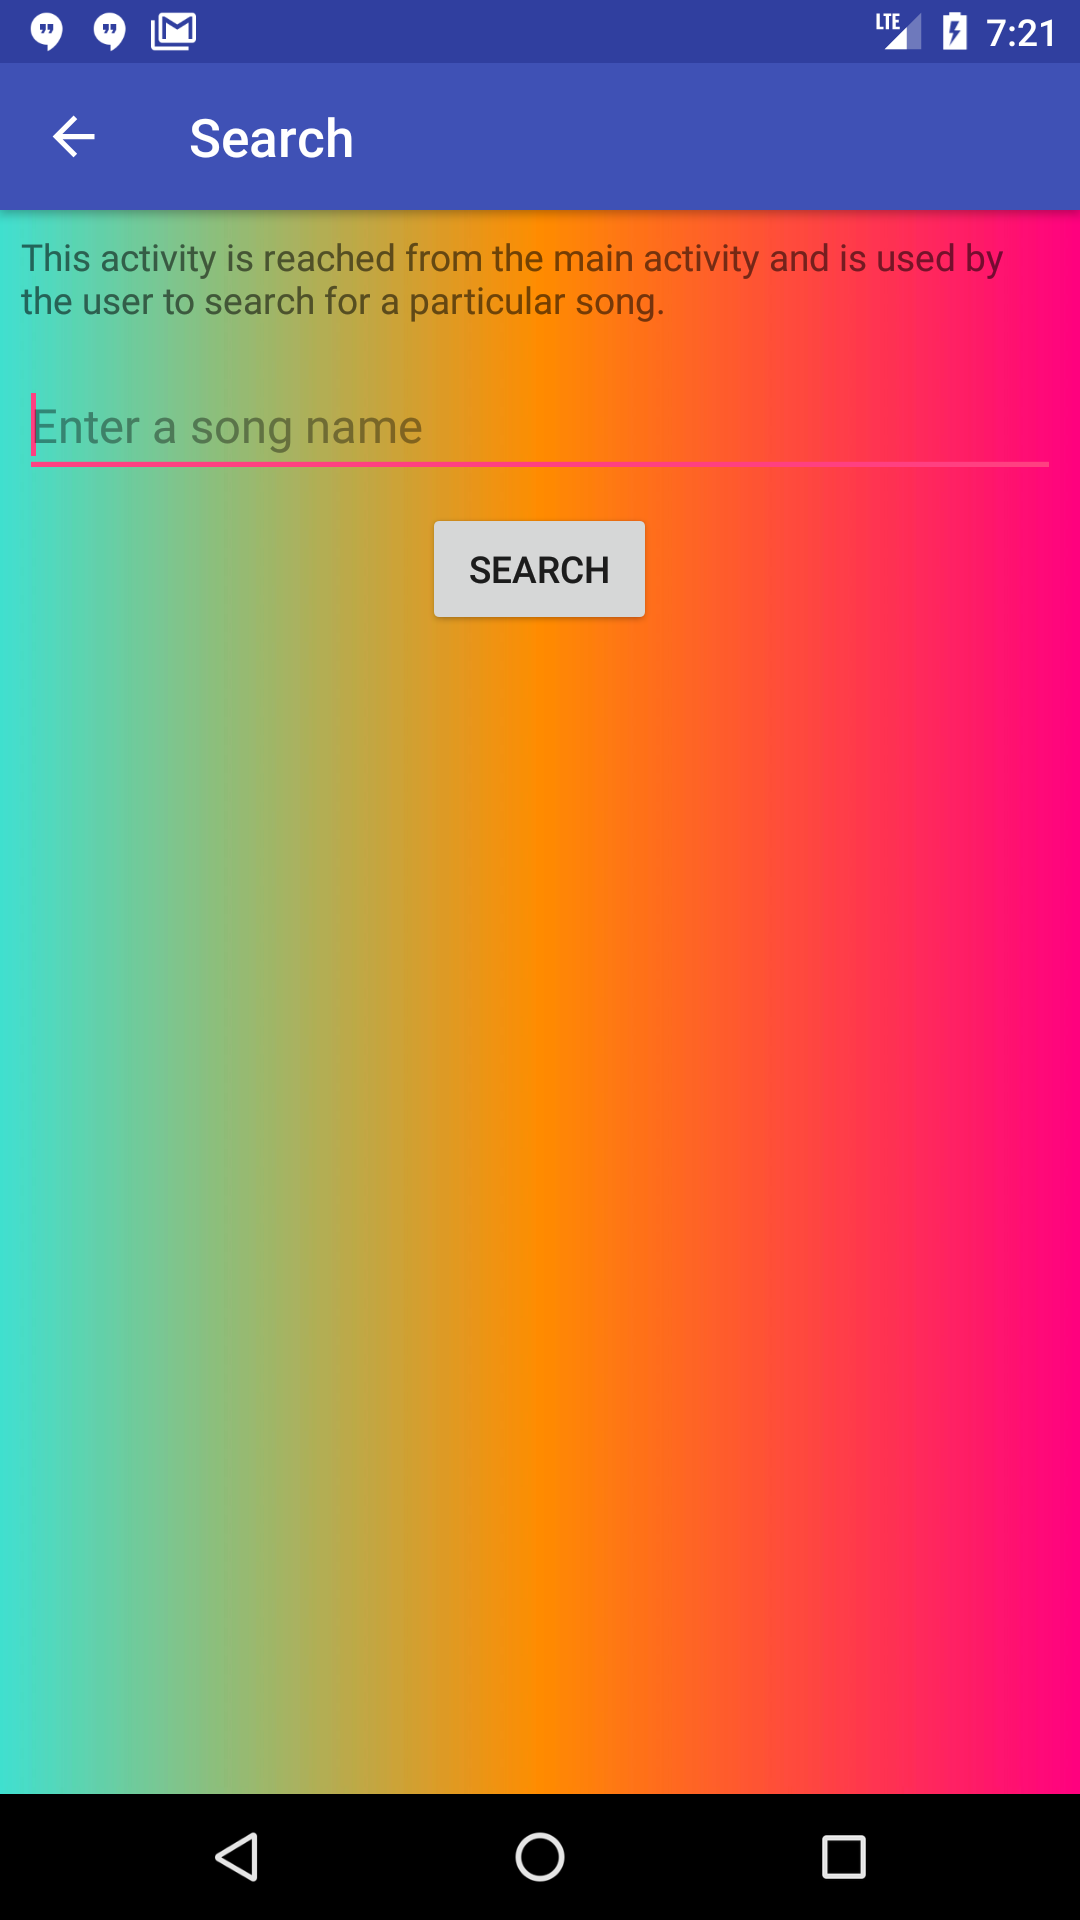 LTE 7:21
Search
This activity is reached from the main activity and is used by
the user to search for a particular song.
Enter a song name
SEARCH